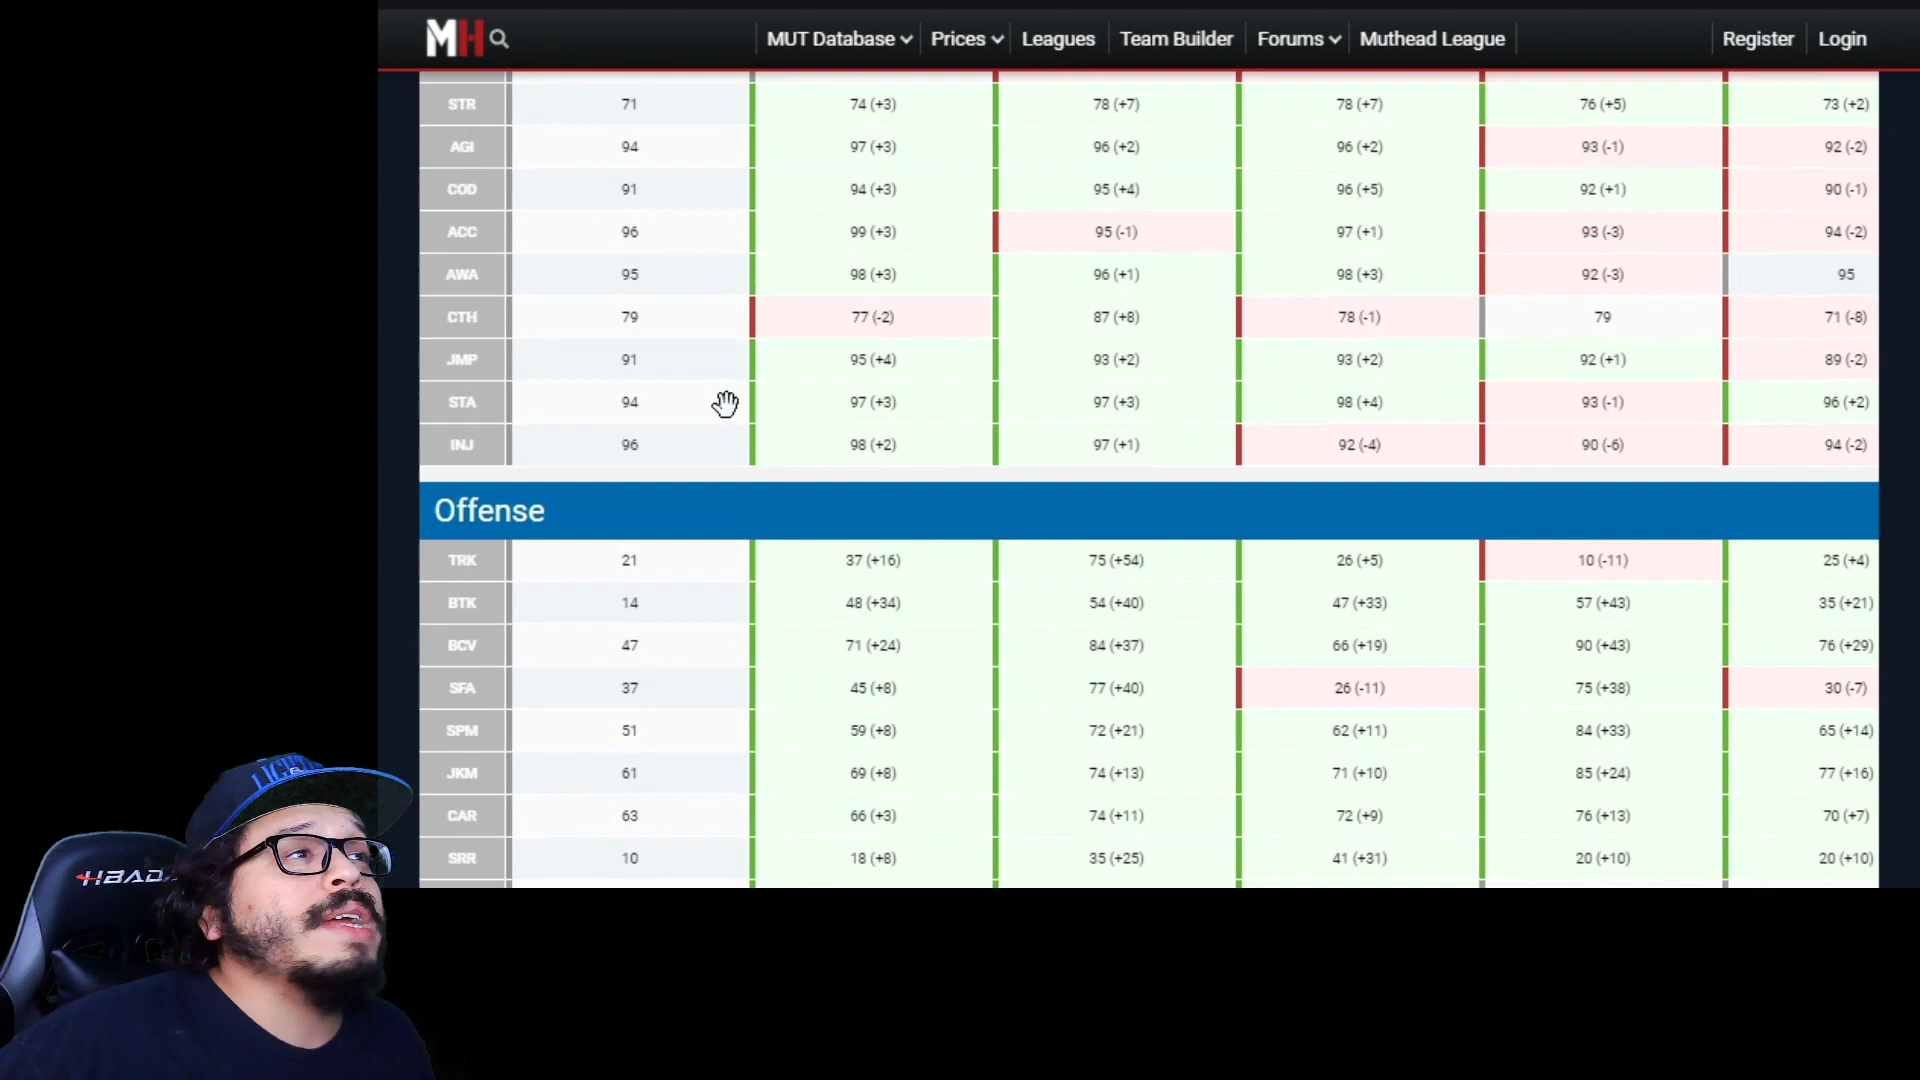 MH MUT Database Prices Leagues Team Builder Forums Muthead League Register Login
STR 71 74 (+3) 78 (+7) 78 (+7) 76 (+5) 73 (+2)
AGI 94 97 (+3) 96 (+2) 96 (+2) 93 (-1) 92 (-2)
COD 91 94 (+3) 95 (+4) 96 (+5) 92 (+1) 90 (-1)
ACC 96 99 (+3) 95 (-1) 97 (+1) 93 (-3) 94 (-2)
AWA 95 98 (+3) 96 (+1) 98 (+3) 92 (-3) 95
CTH 79 77 (-2) 87 (+8) 78 (-1) 79 71 (-8)
JMP 91 95 (+4) 93 (+2) 93 (+2) 92 (+1) 89 (-2)
STA 94 97 (+3) 97 (+3) 98 (+4) 93 (-1) 96 (+2)
INJ 96 98 (+2) 97 (+1) 92 (-4) 90 (-6) 94 (-2)
Offense
TRK 21 37 (+16) 75 (+54) 26 (+5) 10 (-11) 25 (+4)
BTK 14 48 (+34) 54 (+40) 47 (+33) 57 (+43) 35 (+21)
BCV 47 71 (+24) 84 (+37) 66 (+19) 90 (+43) 76 (+29)
SFA 37 45 (+8) 77 (+40) 26 (-11) 75 (+38) 30 (-7)
SPM 51 59 (+8) 72 (+21) 62 (+11) 84 (+33) 65 (+14)
JKM 61 69 (+8) 74 (+13) 71 (+10) 85 (+24) 77 (+16)
CAR 63 66 (+3) 74 (+11) 72 (+9) 76 (+13) 70 (+7)
SRR 10 18 (+8) 35 (+25) 41 (+31) 20 (+10) 20 (+10)
HBADA